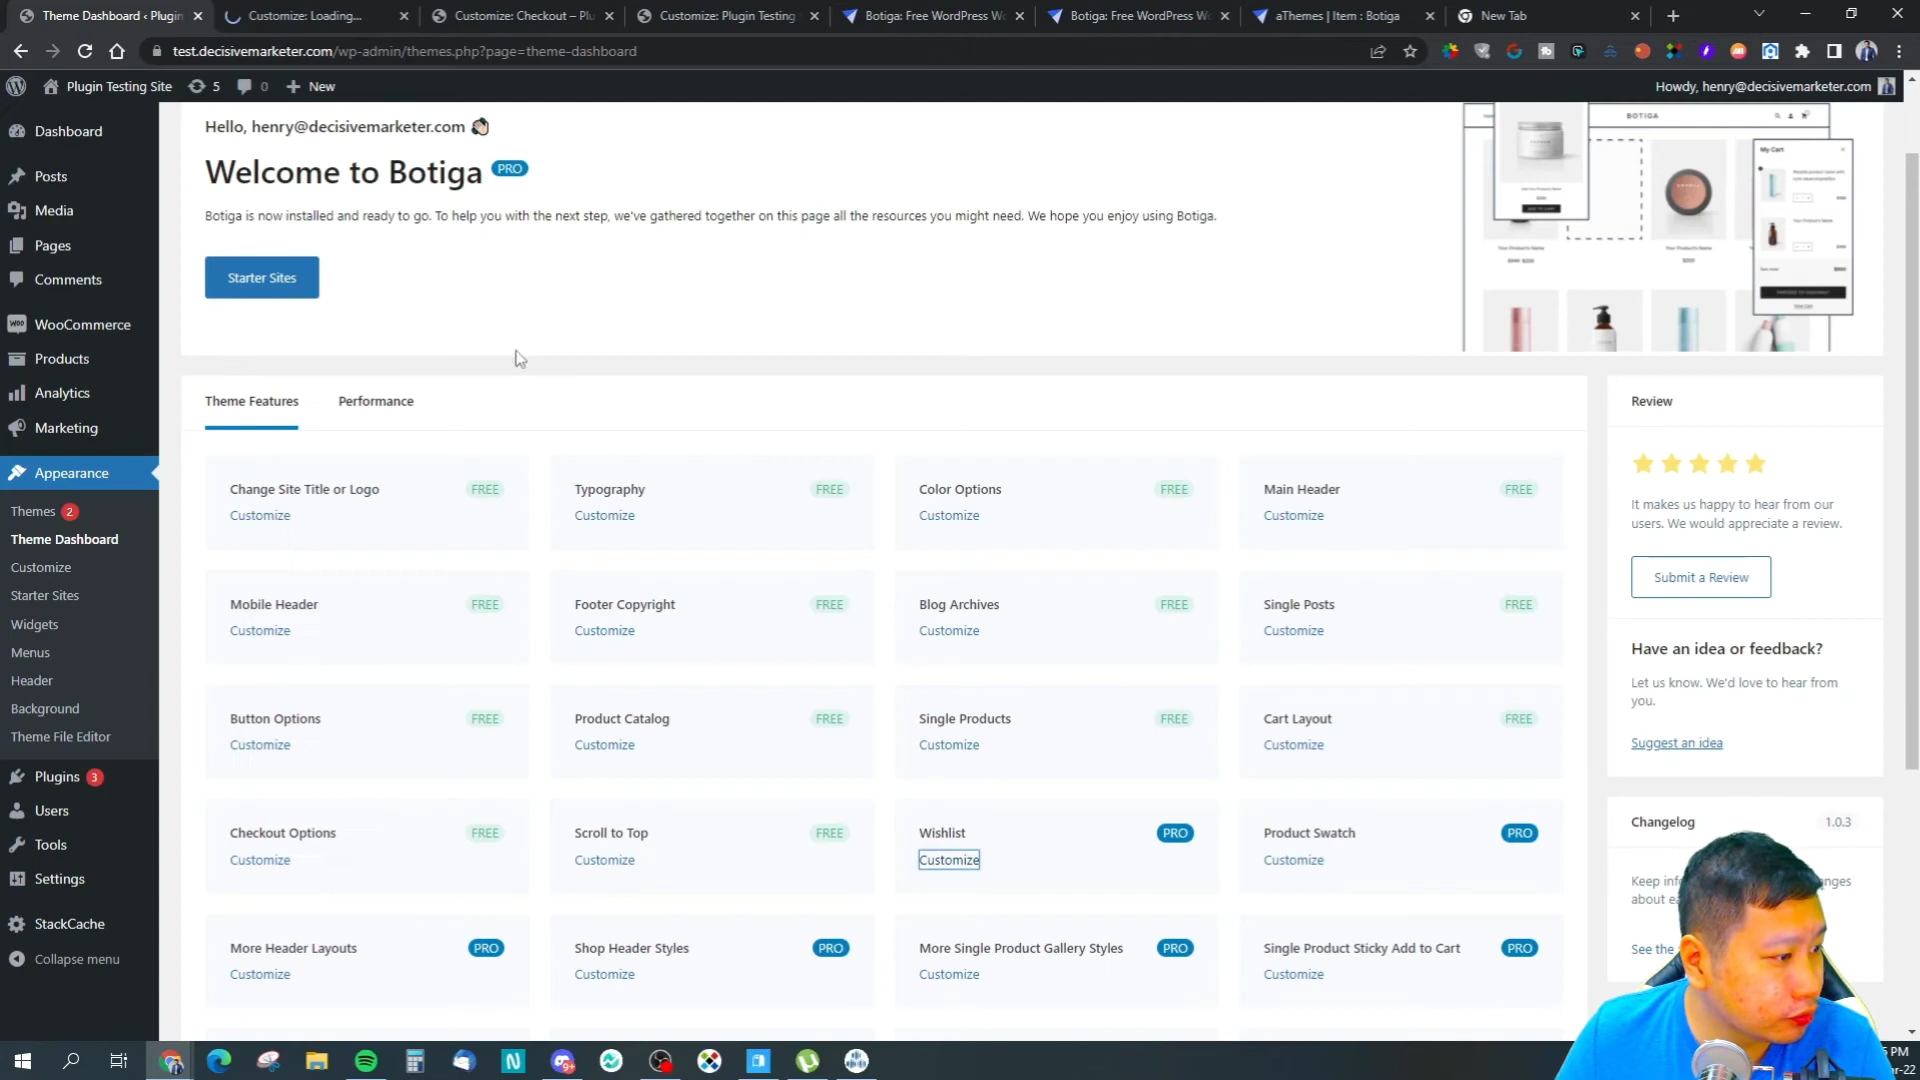 Theme Dashboard ‹ Plugin
Customize: Loading...
Customize: Checkout – Plu
Customize: Plugin Testing
Botiga: Free WordPress Wo
Botiga: Free WordPress W
aThemes | Item : Botiga
New Tab
test.decisivemarketer.com/wp-admin/themes.php?page=theme-dashboard
Plugin Testing Site
5
0
New
Howdy, henry@decisivemarketer.com
Dashboard
Posts
Media
Pages
Comments
WooCommerce
Products
Analytics
Marketing
Appearance
Themes 2
Theme Dashboard
Customize
Starter Sites
Widgets
Menus
Header
Background
Theme File Editor
Plugins 3
Users
Tools
Settings
StackCache
Collapse menu
Hello, henry@decisivemarketer.com
Welcome to Botiga PRO
Botiga is now installed and ready to go. To help you with the next step, we've gathered together on this page all the resources you might need. We hope you enjoy using Botiga.
Starter Sites
BOTIGA
My Cart
Theme Features
Performance
Change Site Title or Logo FREE
Customize
Typography FREE
Customize
Color Options FREE
Customize
Main Header FREE
Customize
Mobile Header FREE
Customize
Footer Copyright FREE
Customize
Blog Archives FREE
Customize
Single Posts FREE
Customize
Button Options FREE
Customize
Product Catalog FREE
Customize
Single Products FREE
Customize
Cart Layout FREE
Customize
Checkout Options FREE
Customize
Scroll to Top FREE
Customize
Wishlist PRO
Customize
Product Swatch PRO
Customize
More Header Layouts PRO
Customize
Shop Header Styles PRO
Customize
More Single Product Gallery Styles PRO
Customize
Single Product Sticky Add to Cart PRO
Customize
Review
It makes us happy to hear from our
users. We would appreciate a review.
Submit a Review
Have an idea or feedback?
Let us know. We'd love to hear from
you.
Suggest an idea
Changelog 1.0.3
Keep
about
See the
PM